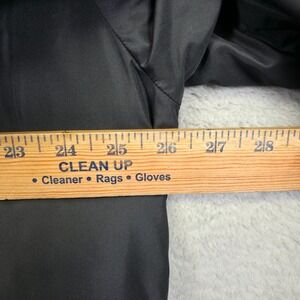 23 24 25 26 27 28
CLEAN UP
• Cleaner • Rags • Gloves